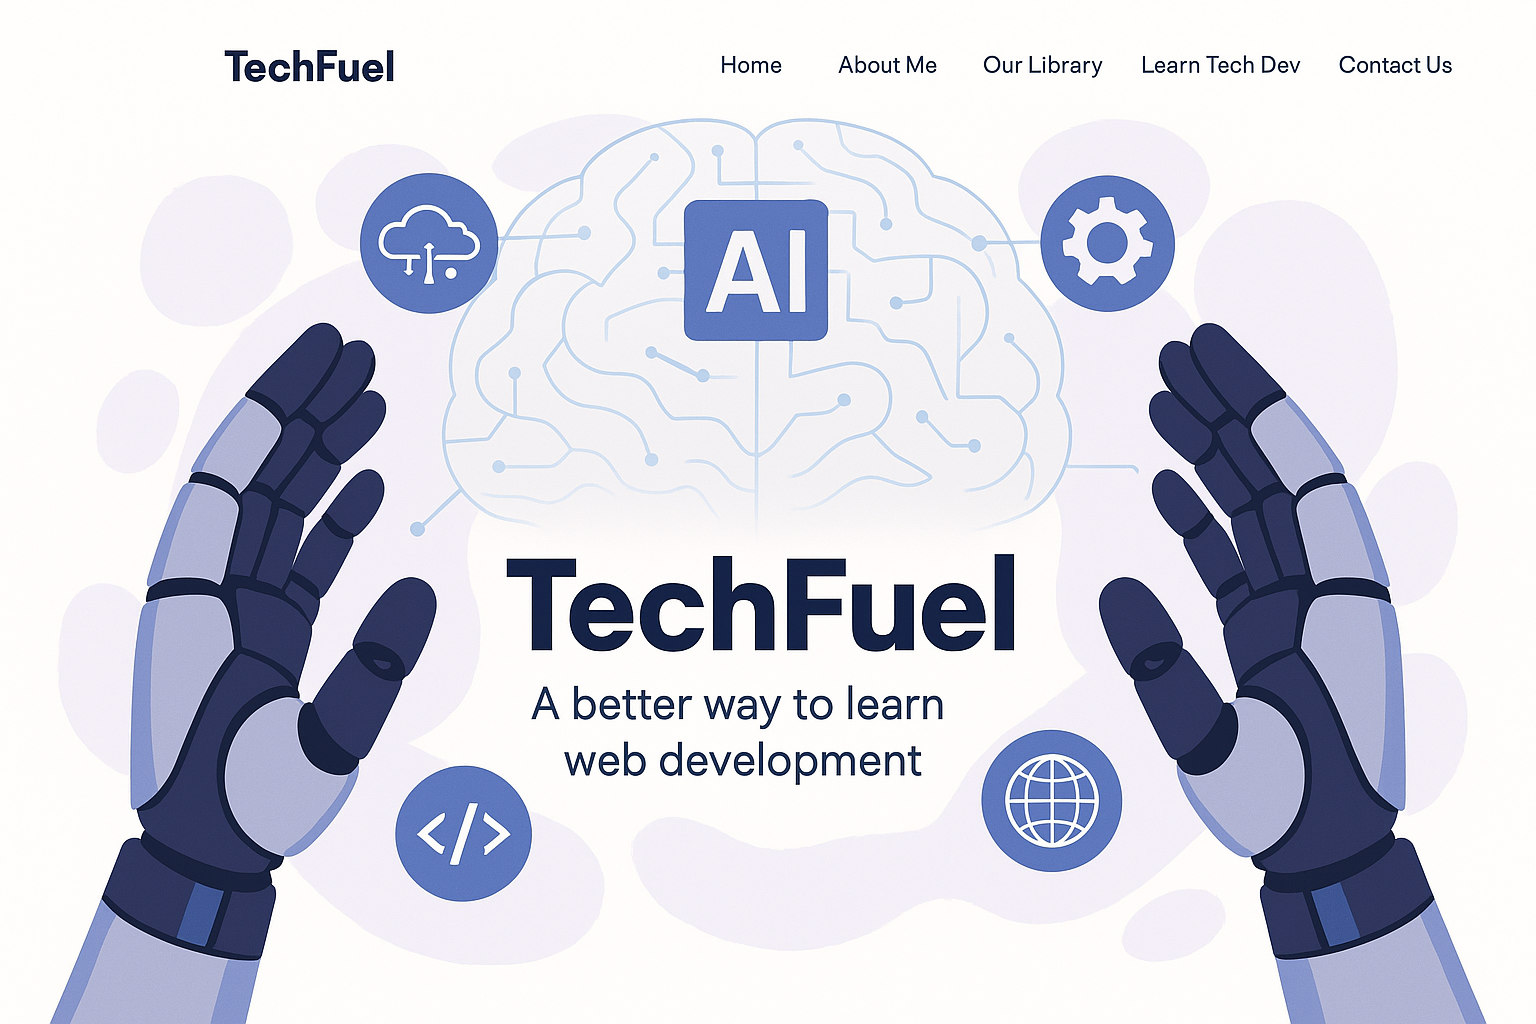 TechFuel
Home About Me Our Library Learn Tech Dev Contact Us
AI
TechFuel
A better way to learn
web development
</>